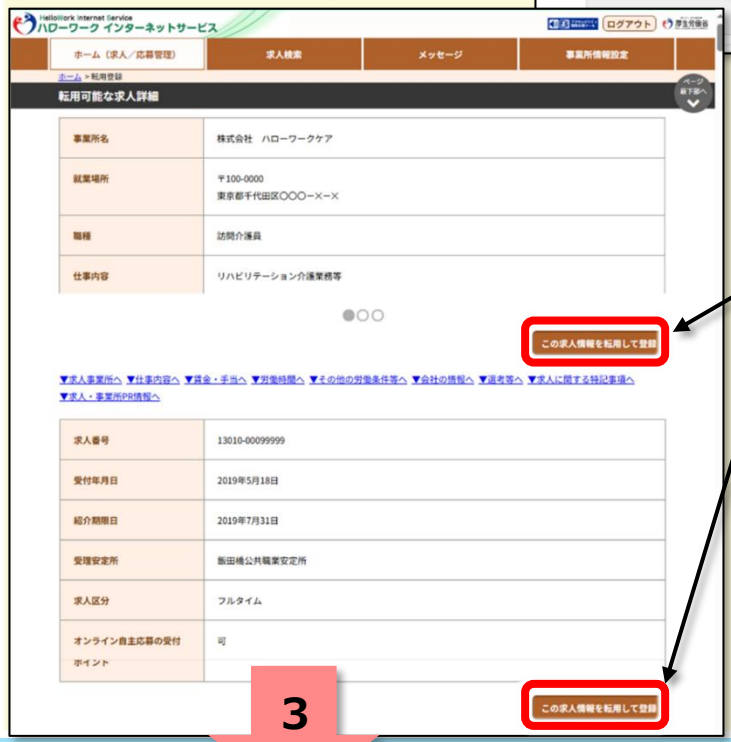 HelloWork Internet Service
ハローワーク インターネットサービス
ログアウト
厚生労働省
ホーム（求人／応募管理）
求人検索
メッセージ
事業所情報設定
ホーム > 転用登録
転用可能な求人詳細
ページ
最下部へ
事業所名
株式会社 ハローワークケア
就業場所
〒100-0000
東京都千代田区〇〇〇ー×ー×
職種
訪問介護員
仕事内容
リハビリテーション介護業務等
この求人情報を転用して登録
▼求人事業所へ ▼仕事内容へ ▼賃金・手当へ ▼労働時間へ ▼その他の労働条件等へ ▼会社の情報へ ▼選考等へ ▼求人に関する特記事項へ
▼求人・事業所PR情報へ
求人番号
13010-00099999
受付年月日
2019年5月18日
紹介期限日
2019年7月31日
受理安定所
飯田橋公共職業安定所
求人区分
フルタイム
オンライン自主応募の受付
可
ポイント
この求人情報を転用して登録
3